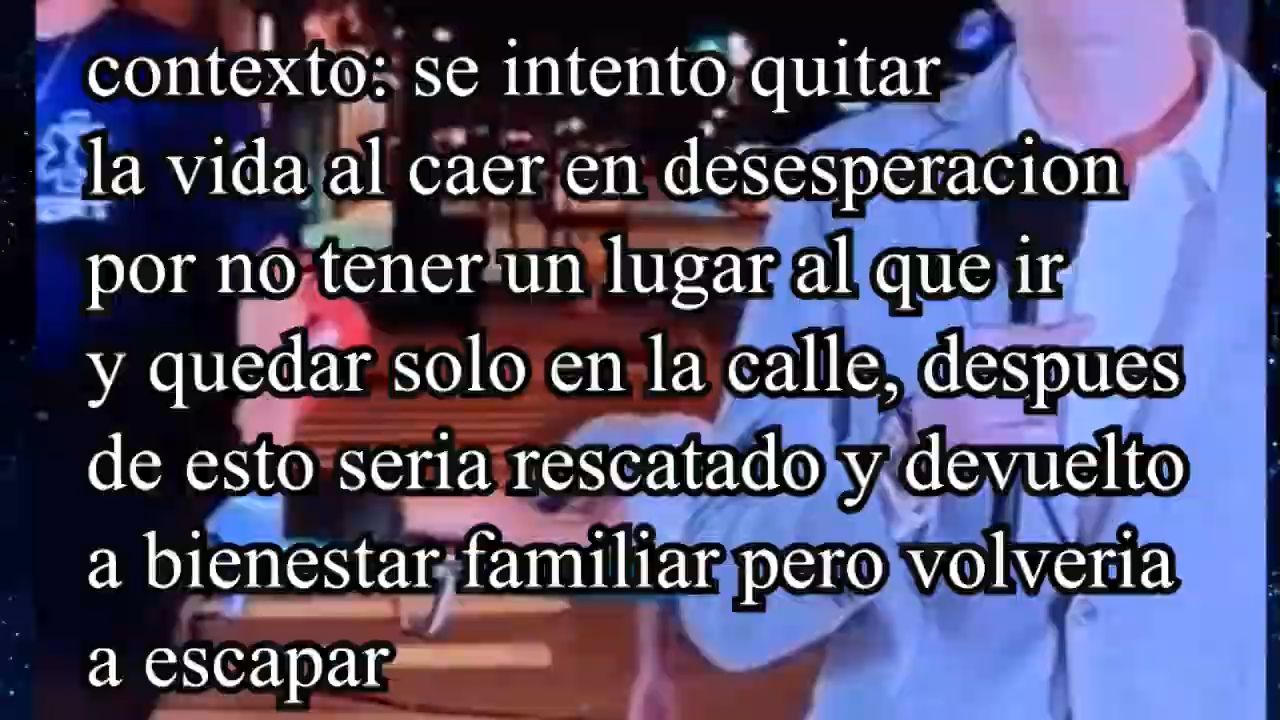 contexto: se intento quitar
la vida al caer en desesperacion
por no tener un lugar al que ir
y quedar solo en la calle, despues
de esto seria rescatado y devuelto
a bienestar familiar pero volveria
a escapar